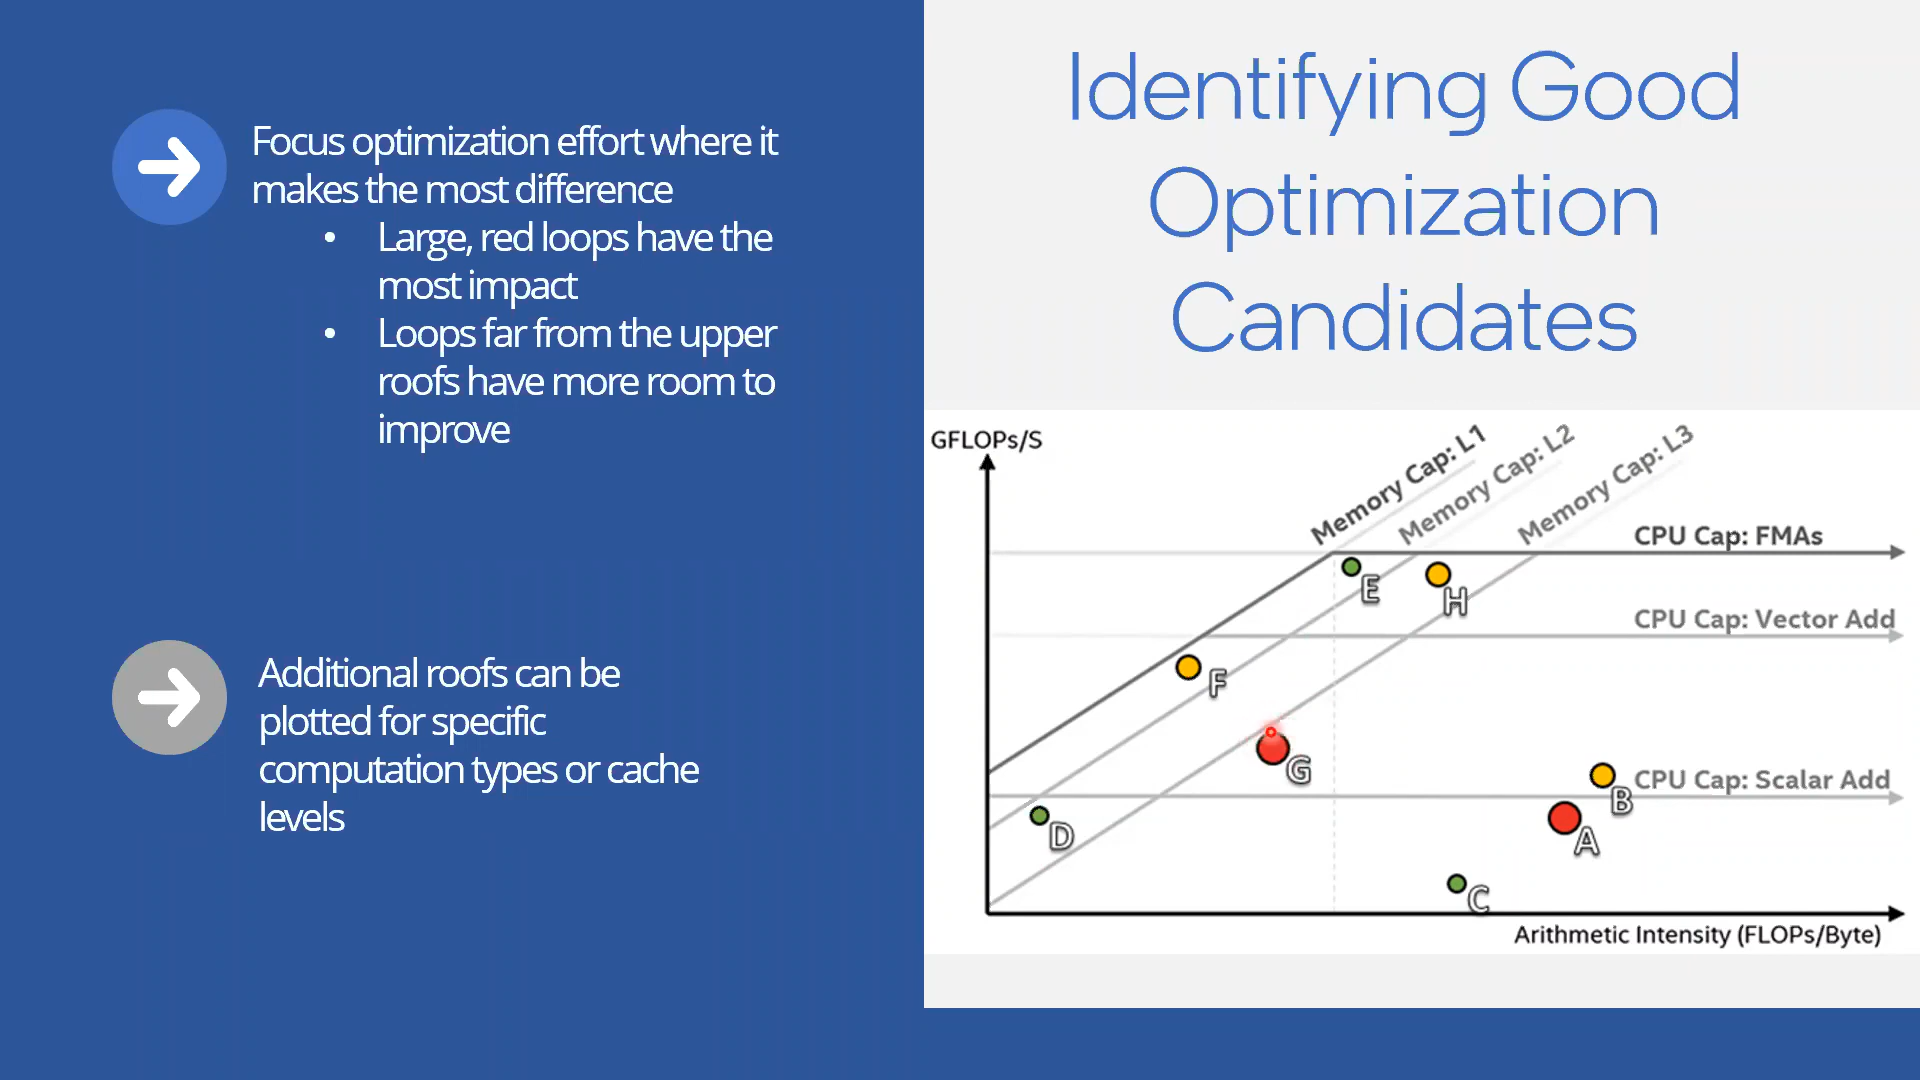 Identifying Good
Optimization
Candidates
Focus optimization effort where it
makes the most difference
• Large, red loops have the
most impact
• Loops far from the upper
roofs have more room to
improve
Additional roofs can be
plotted for specific
computation types or cache
levels
GFLOPs/S
Memory Cap: L1
Memory Cap: L2
Memory Cap: L3
CPU Cap: FMAs
E
H
CPU Cap: Vector Add
F
G
CPU Cap: Scalar Add
B
D
A
C
Arithmetic Intensity (FLOPs/Byte)